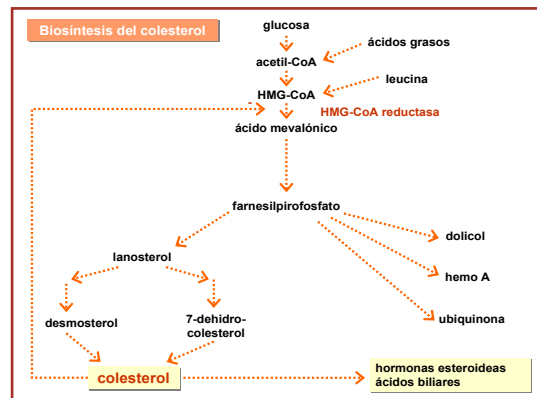 Biosíntesis del colesterol
glucosa
ácidos grasos
acetil-CoA
leucina
HMG-CoA
-
HMG-CoA reductasa
ácido mevalónico
farnesilpirofosfato
dolicol
lanosterol
hemo A
desmosterol
7-dehidro-
colesterol
ubiquinona
colesterol
hormonas esteroideas
ácidos biliares